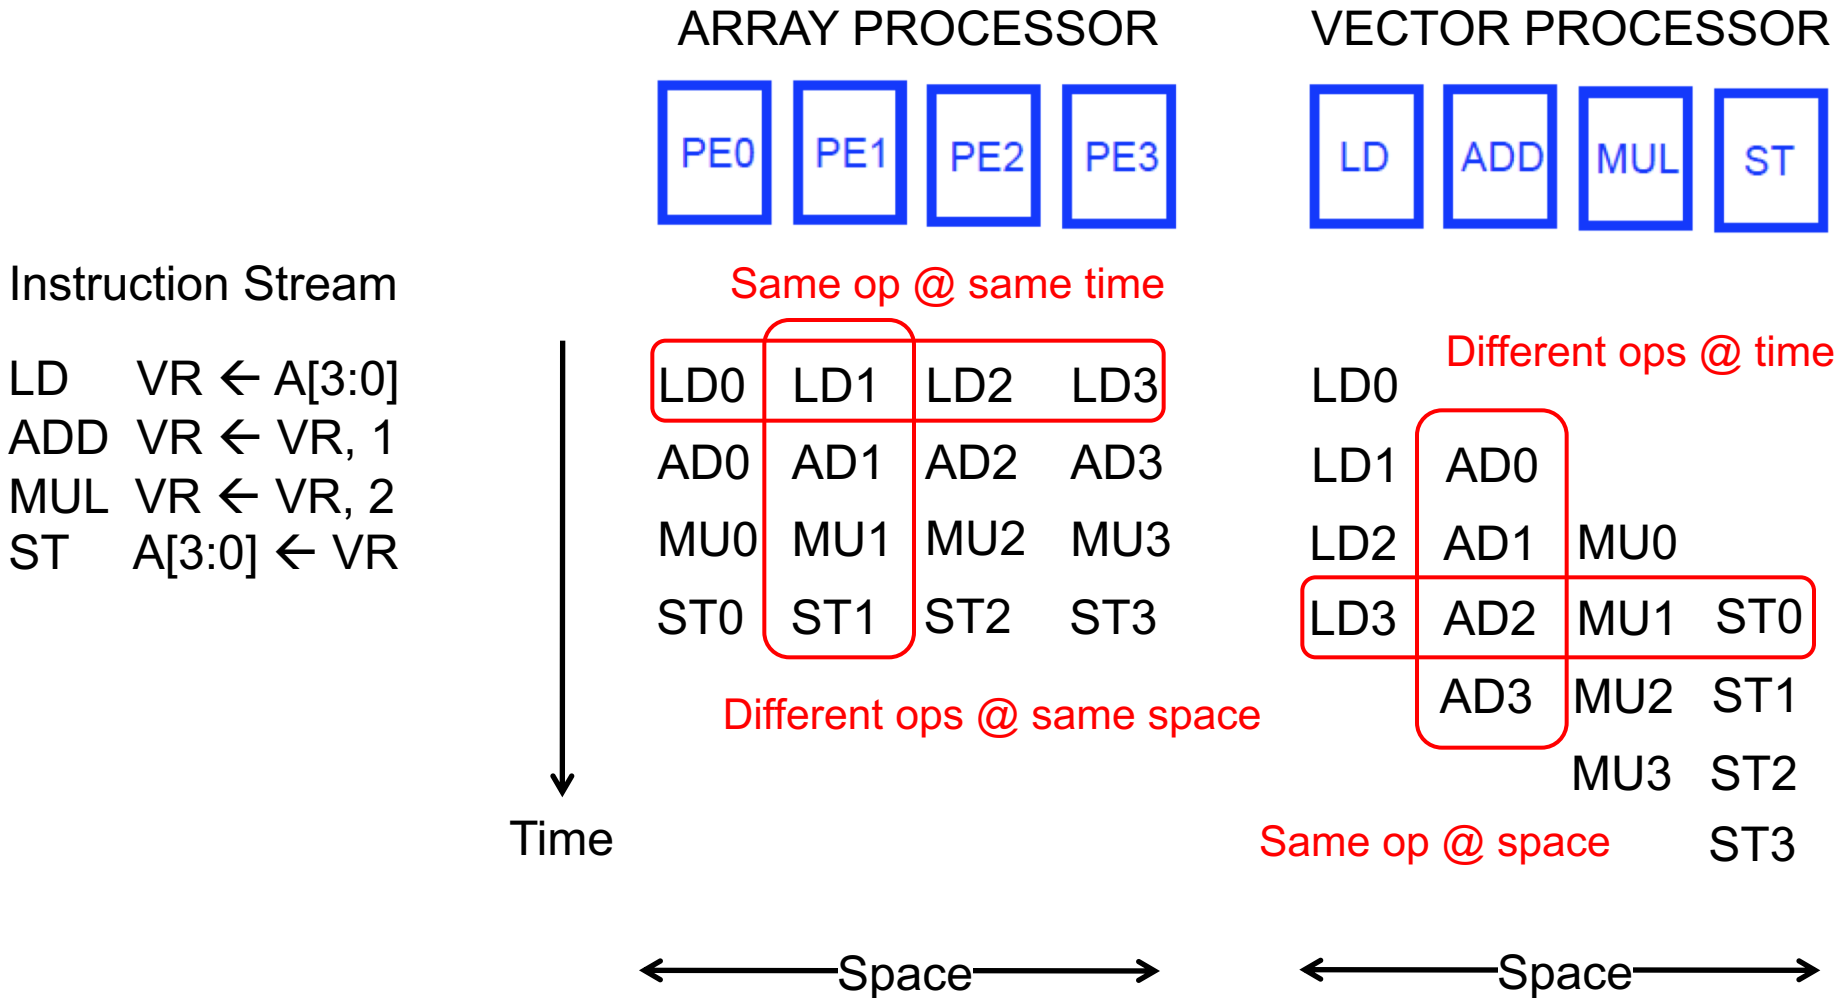 ARRAY PROCESSOR VECTOR PROCESSOR
PE0 PE1 PE2 PE3 LD ADD MUL ST
Instruction Stream Same op @ same time
Different ops @ time
LD VR ← A[3:0] LD0 LD1 LD2 LD3 LD0
ADD VR ← VR, 1 AD0 AD1 AD2 AD3 LD1 AD0
MUL VR ← VR, 2 MU0 MU1 MU2 MU3 LD2 AD1 MU0
ST A[3:0] ← VR ST0 ST1 ST2 ST3 LD3 AD2 MU1 ST0
Different ops @ same space AD3 MU2 ST1
MU3 ST2
Time Same op @ space ST3
Space Space